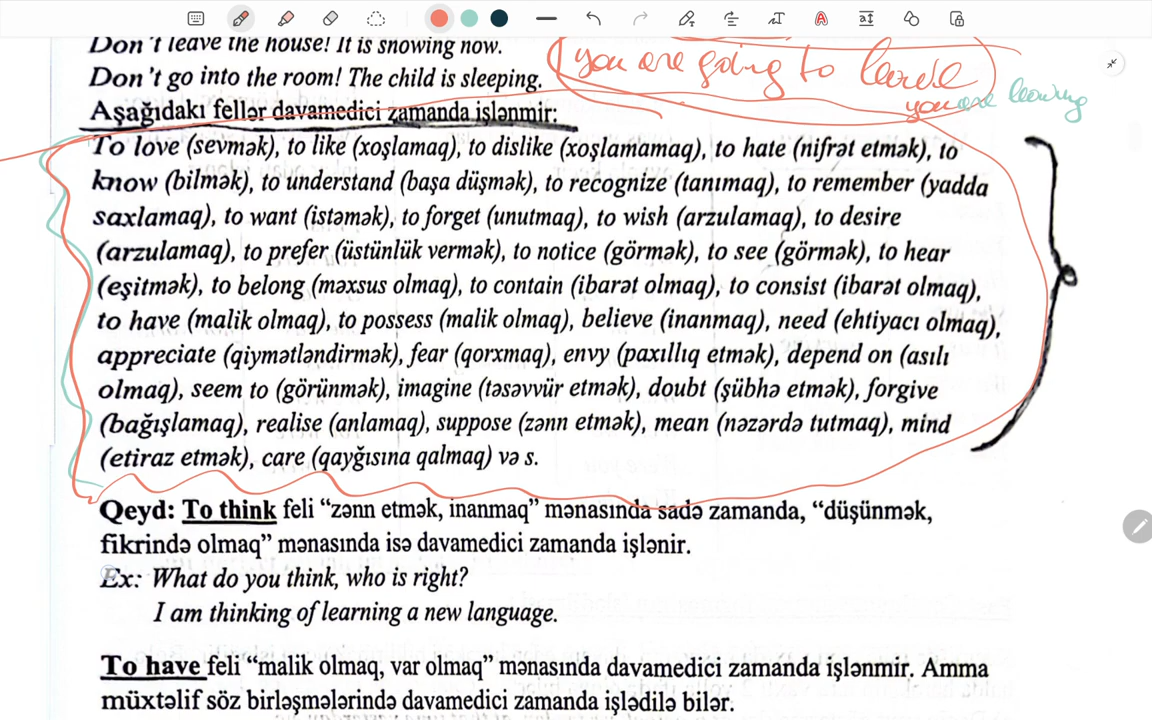 Don't leave the house! It is snowing now.
you are going to
Don't go into the room! The child is sleeping.
you are leaving
Aşağıdakı fellər davamedici zamanda işlənmir:
To love (sevmək), to like (xoşlamaq), to dislike (xoşlamamaq), to hate (nifrət etmək), to
know (bilmək), to understand (başa düşmək), to recognize (tanımaq), to remember (yadda
saxlamaq), to want (istəmək), to forget (unutmaq), to wish (arzulamaq), to desire
(arzulamaq), to prefer (üstünlük vermək), to notice (görmək), to see (görmək), to hear
(eşitmək), to belong (məxsus olmaq), to contain (ibarət olmaq), to consist (ibarət olmaq),
to have (malik olmaq), to possess (malik olmaq), believe (inanmaq), need (ehtiyacı olmaq),
appreciate (qiymətləndirmək), fear (qorxmaq), envy (paxıllıq etmək), depend on (asılı
olmaq), seem to (görünmək), imagine (təsəvvür etmək), doubt (şübhə etmək), forgive
(bağışlamaq), realise (anlamaq), suppose (zənn etmək), mean (nəzərdə tutmaq), mind
(etiraz etmək), care (qayğısına qalmaq) və s.
Qeyd: To think feli “zənn etmək, inanmaq” mənasında sadə zamanda, “düşünmək,
fikrində olmaq” mənasında isə davamedici zamanda işlənir.
Ex: What do you think, who is right?
I am thinking of learning a new language.
To have feli “malik olmaq, var olmaq” mənasında davamedici zamanda işlənmir. Amma
müxtəlif söz birləşmələrində davamedici zamanda işlədilə bilər.